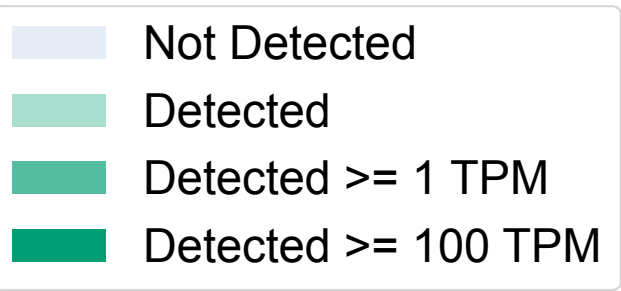 Not Detected
Detected
Detected >= 1 TPM
Detected >= 100 TPM